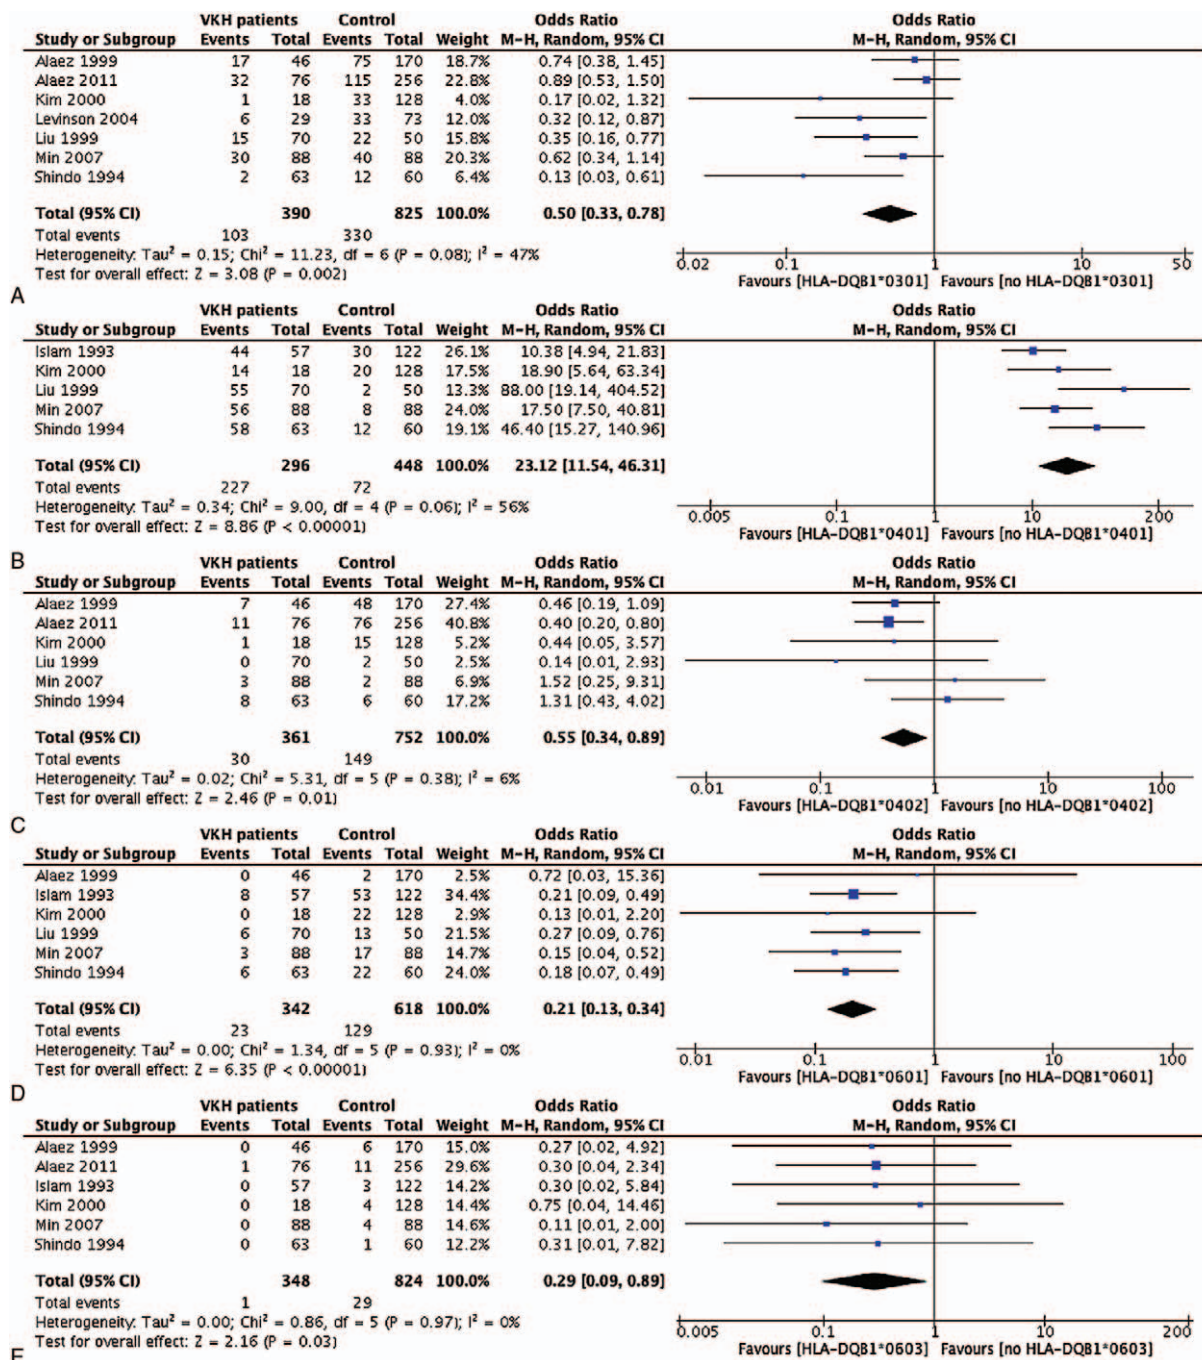 VKH patients Control Odds Ratio Odds Ratio
Study or Subgroup Events Total Events Total Weight M-H, Random, 95% CI M-H, Random, 95% CI
Alaez 1999 17 46 75 170 18.7% 0.74 [0.38, 1.45]
Alaez 2011 32 76 115 256 22.8% 0.89 [0.53, 1.50]
Kim 2000 1 18 33 128 4.0% 0.17 [0.02, 1.32]
Levinson 2004 6 29 33 73 12.0% 0.32 [0.12, 0.87]
Liu 1999 15 70 22 50 15.8% 0.35 [0.16, 0.77]
Min 2007 30 88 40 88 20.3% 0.62 [0.34, 1.14]
Shindo 1994 2 63 12 60 6.4% 0.13 [0.03, 0.61]
Total (95% CI) 390 825 100.0% 0.50 [0.33, 0.78]
Total events 103 330
Heterogeneity: Tau² = 0.15; Chi² = 11.23, df = 6 (P = 0.08); I² = 47%
Test for overall effect: Z = 3.08 (P = 0.002)
0.02 0.1 1 10 50
Favours [HLA-DQB1*0301] Favours [no HLA-DQB1*0301]
A
VKH patients Control Odds Ratio Odds Ratio
Study or Subgroup Events Total Events Total Weight M-H, Random, 95% CI M-H, Random, 95% CI
Islam 1993 44 57 30 122 26.1% 10.38 [4.94, 21.83]
Kim 2000 14 18 20 128 17.5% 18.90 [5.64, 63.34]
Liu 1999 55 70 2 50 13.3% 88.00 [19.14, 404.52]
Min 2007 56 88 8 88 24.0% 17.50 [7.50, 40.81]
Shindo 1994 58 63 12 60 19.1% 46.40 [15.27, 140.96]
Total (95% CI) 296 448 100.0% 23.12 [11.54, 46.31]
Total events 227 72
Heterogeneity: Tau² = 0.34; Chi² = 9.00, df = 4 (P = 0.06); I² = 56%
Test for overall effect: Z = 8.86 (P < 0.00001)
0.005 0.1 1 10 200
Favours [HLA-DQB1*0401] Favours [no HLA-DQB1*0401]
B
VKH patients Control Odds Ratio Odds Ratio
Study or Subgroup Events Total Events Total Weight M-H, Random, 95% CI M-H, Random, 95% CI
Alaez 1999 7 46 48 170 27.4% 0.46 [0.19, 1.09]
Alaez 2011 11 76 76 256 40.8% 0.40 [0.20, 0.80]
Kim 2000 1 18 15 128 5.2% 0.44 [0.05, 3.57]
Liu 1999 0 70 2 50 2.5% 0.14 [0.01, 2.93]
Min 2007 3 88 2 88 6.9% 1.52 [0.25, 9.31]
Shindo 1994 8 63 6 60 17.2% 1.31 [0.43, 4.02]
Total (95% CI) 361 752 100.0% 0.55 [0.34, 0.89]
Total events 30 149
Heterogeneity: Tau² = 0.02; Chi² = 5.31, df = 5 (P = 0.38); I² = 6%
Test for overall effect: Z = 2.46 (P = 0.01)
0.01 0.1 1 10 100
Favours [HLA-DQB1*0402] Favours [no HLA-DQB1*0402]
C
VKH patients Control Odds Ratio Odds Ratio
Study or Subgroup Events Total Events Total Weight M-H, Random, 95% CI M-H, Random, 95% CI
Alaez 1999 0 46 2 170 2.5% 0.72 [0.03, 15.36]
Islam 1993 8 57 53 122 34.4% 0.21 [0.09, 0.49]
Kim 2000 0 18 22 128 2.9% 0.13 [0.01, 2.20]
Liu 1999 6 70 13 50 21.5% 0.27 [0.09, 0.76]
Min 2007 3 88 17 88 14.7% 0.15 [0.04, 0.52]
Shindo 1994 6 63 22 60 24.0% 0.18 [0.07, 0.49]
Total (95% CI) 342 618 100.0% 0.21 [0.13, 0.34]
Total events 23 129
Heterogeneity: Tau² = 0.00; Chi² = 1.34, df = 5 (P = 0.93); I² = 0%
Test for overall effect: Z = 6.35 (P < 0.00001)
0.01 0.1 1 10 100
Favours [HLA-DQB1*0601] Favours [no HLA-DQB1*0601]
D
VKH patients Control Odds Ratio Odds Ratio
Study or Subgroup Events Total Events Total Weight M-H, Random, 95% CI M-H, Random, 95% CI
Alaez 1999 0 46 6 170 15.0% 0.27 [0.02, 4.92]
Alaez 2011 1 76 11 256 29.6% 0.30 [0.04, 2.34]
Islam 1993 0 57 3 122 14.2% 0.30 [0.02, 5.84]
Kim 2000 0 18 4 128 14.4% 0.75 [0.04, 14.46]
Min 2007 0 88 4 88 14.6% 0.11 [0.01, 2.00]
Shindo 1994 0 63 1 60 12.2% 0.31 [0.01, 7.82]
Total (95% CI) 348 824 100.0% 0.29 [0.09, 0.89]
Total events 1 29
Heterogeneity: Tau² = 0.00; Chi² = 0.86, df = 5 (P = 0.97); I² = 0%
Test for overall effect: Z = 2.16 (P = 0.03)
0.005 0.1 1 10 200
Favours [HLA-DQB1*0603] Favours [no HLA-DQB1*0603]
E